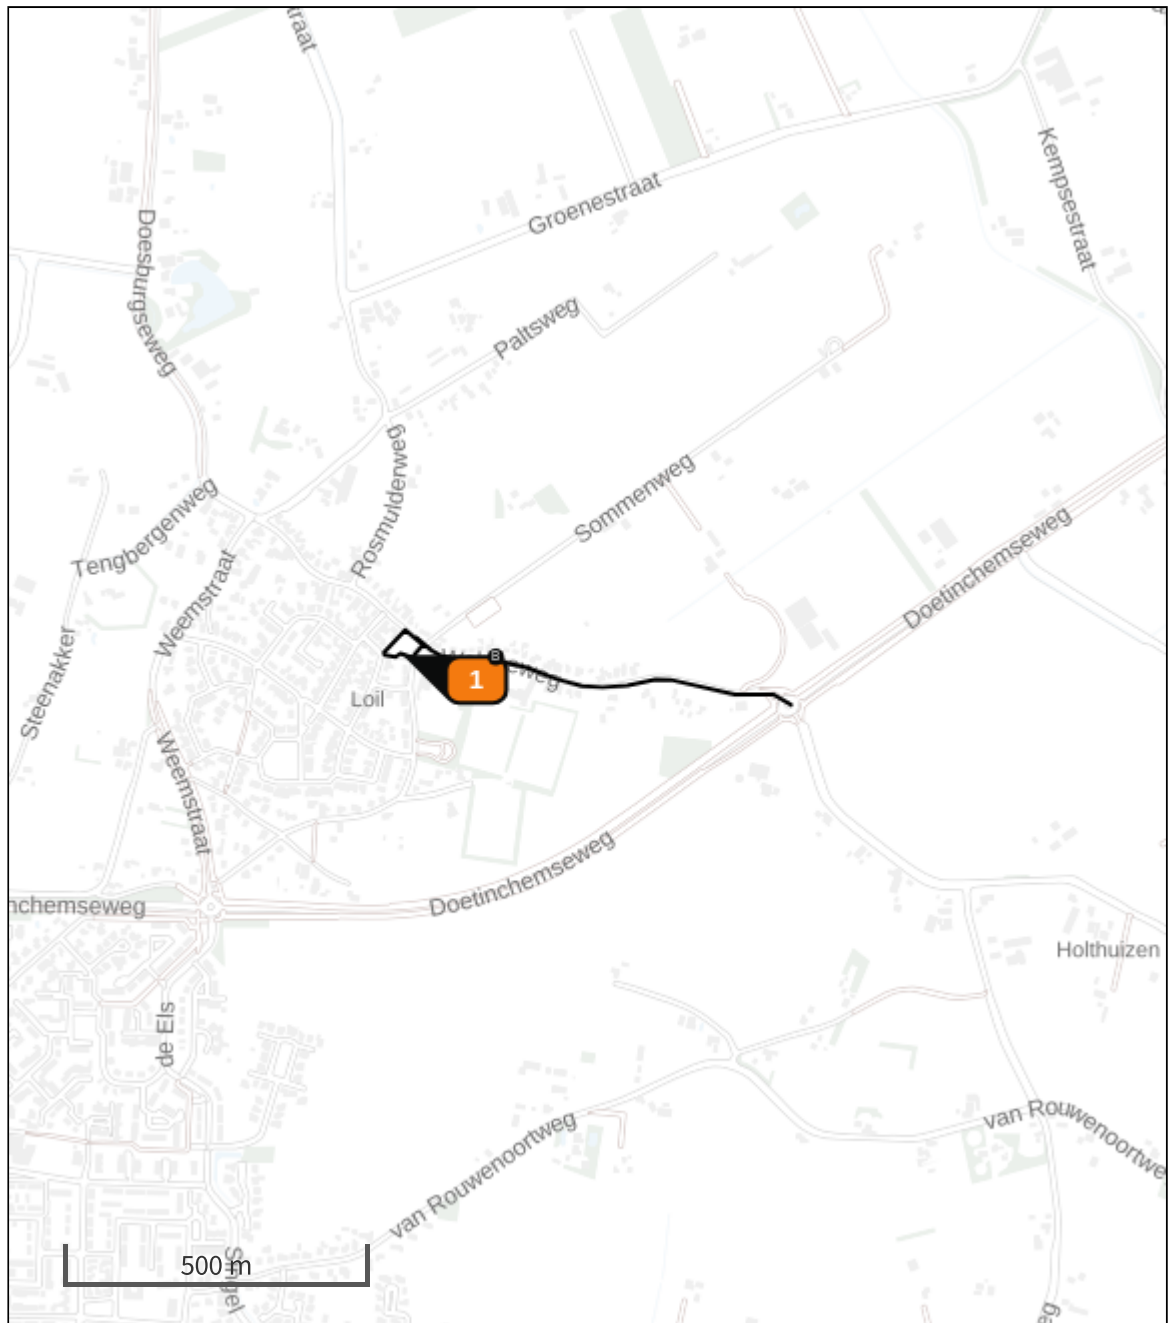 Kempsestraat
Groenestraat
Doesburgseweg
Paltsweg
Rosmulderweg
Sommenweg
Tengbergenweg
Doetinchemseweg
Weemstraat
Steenakker
B
1
Loil
Weemstraat
Doetinchemseweg
nchemseweg
Holthuizen
de Els
van Rouwenoortwe
van Rouwenoortweg
500 m
Singel